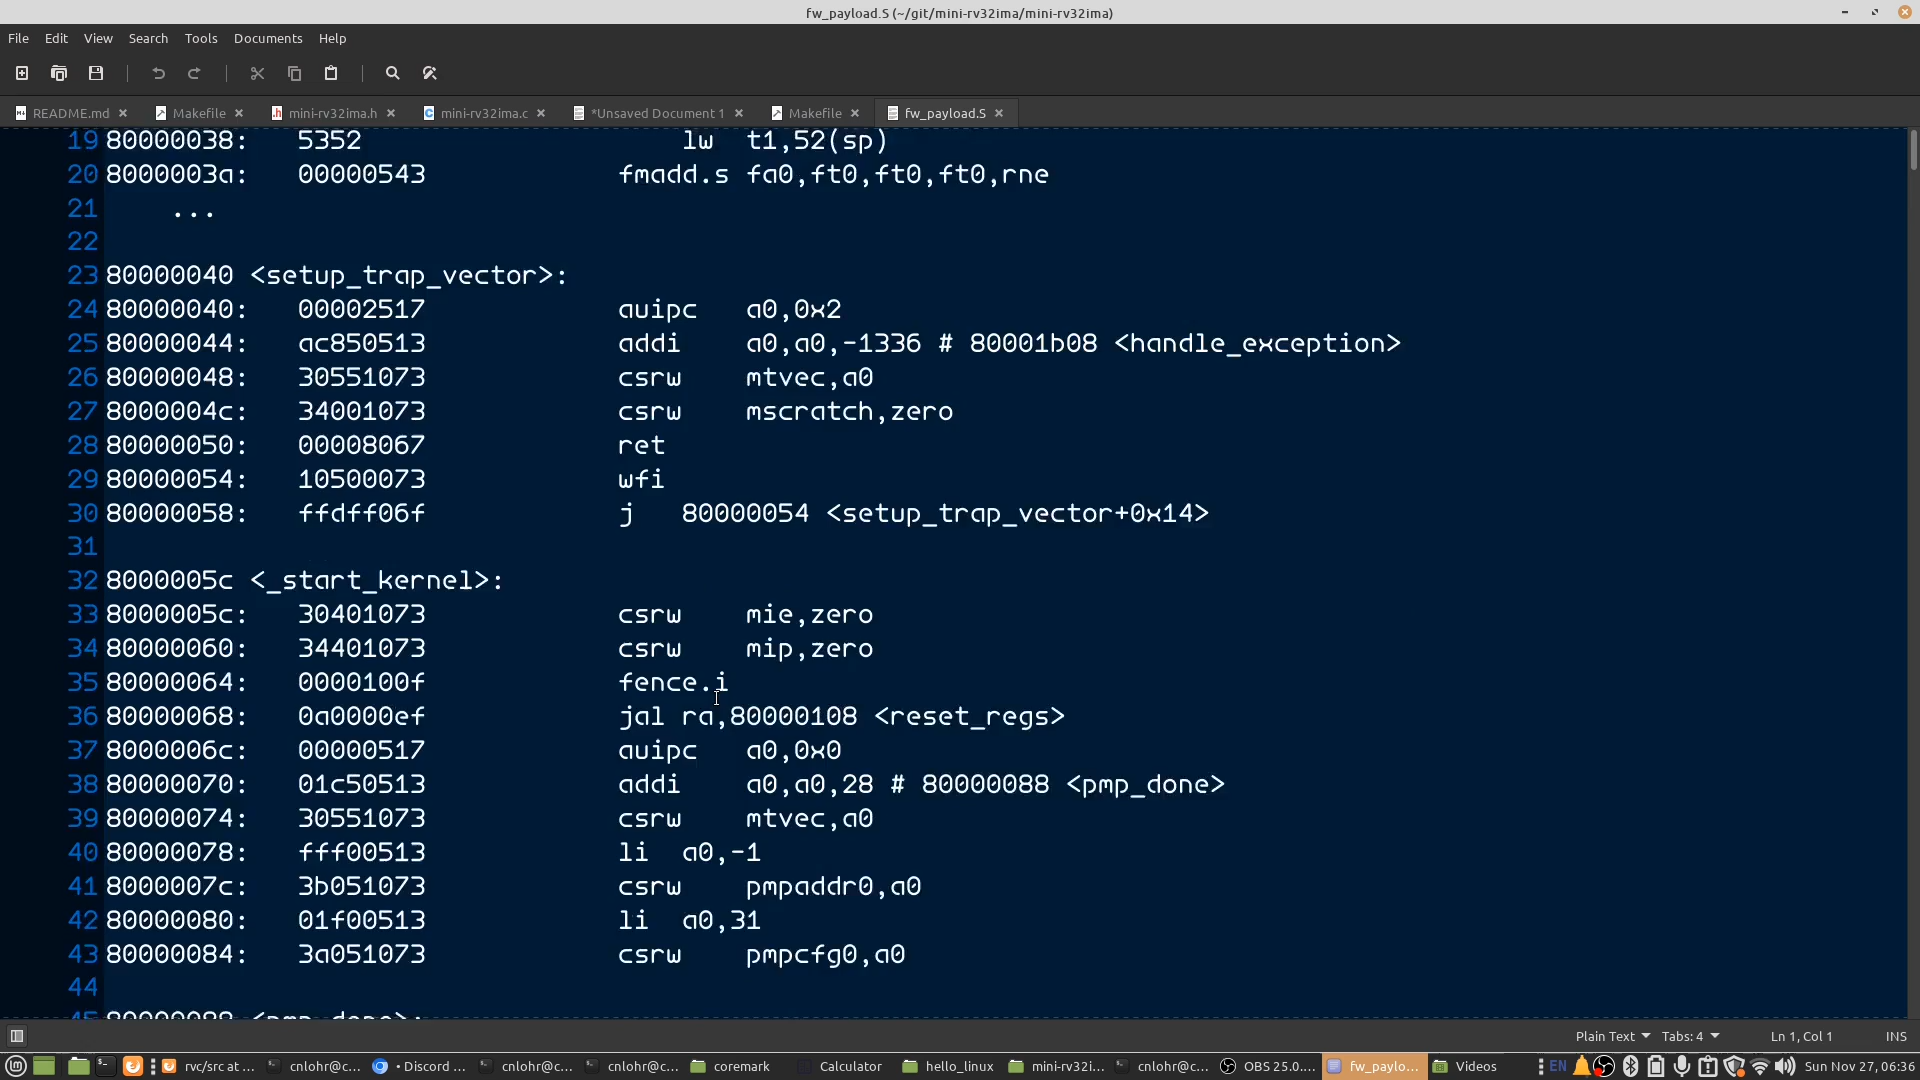 fw_payload.S (~/git/mini-rv32ima/mini-rv32ima)
File Edit View Search Tools Documents Help
README.md Makefile mini-rv32ima.h mini-rv32ima.c *Unsaved Document 1 Makefile fw_payload.S
19 80000038: 5352 lw t1,52(sp)
20 8000003a: 00000543 fmadd.s fa0,ft0,ft0,ft0,rne
21 ...
22
23 80000040 <setup_trap_vector>:
24 80000040: 00002517 auipc a0,0x2
25 80000044: ac850513 addi a0,a0,-1336 # 80001b08 <handle_exception>
26 80000048: 30551073 csrw mtvec,a0
27 8000004c: 34001073 csrw mscratch,zero
28 80000050: 00008067 ret
29 80000054: 10500073 wfi
30 80000058: ffdff06f j 80000054 <setup_trap_vector+0x14>
31
32 8000005c <_start_kernel>:
33 8000005c: 30401073 csrw mie,zero
34 80000060: 34401073 csrw mip,zero
35 80000064: 0000100f fence.i
36 80000068: 0a0000ef jal ra,80000108 <reset_regs>
37 8000006c: 00000517 auipc a0,0x0
38 80000070: 01c50513 addi a0,a0,28 # 80000088 <pmp_done>
39 80000074: 30551073 csrw mtvec,a0
40 80000078: fff00513 li a0,-1
41 8000007c: 3b051073 csrw pmpaddr0,a0
42 80000080: 01f00513 li a0,31
43 80000084: 3a051073 csrw pmpcfg0,a0
44
45 80000088 <pmp_done>:
Plain Text Tabs: 4 Ln 1, Col 1 INS
rvc/src at ... cnlohr@c... • Discord ... cnlohr@c... cnlohr@c... coremark Calculator hello_linux mini-rv32i... cnlohr@c... OBS 25.0.... fw_paylo... Videos EN Sun Nov 27, 06:36